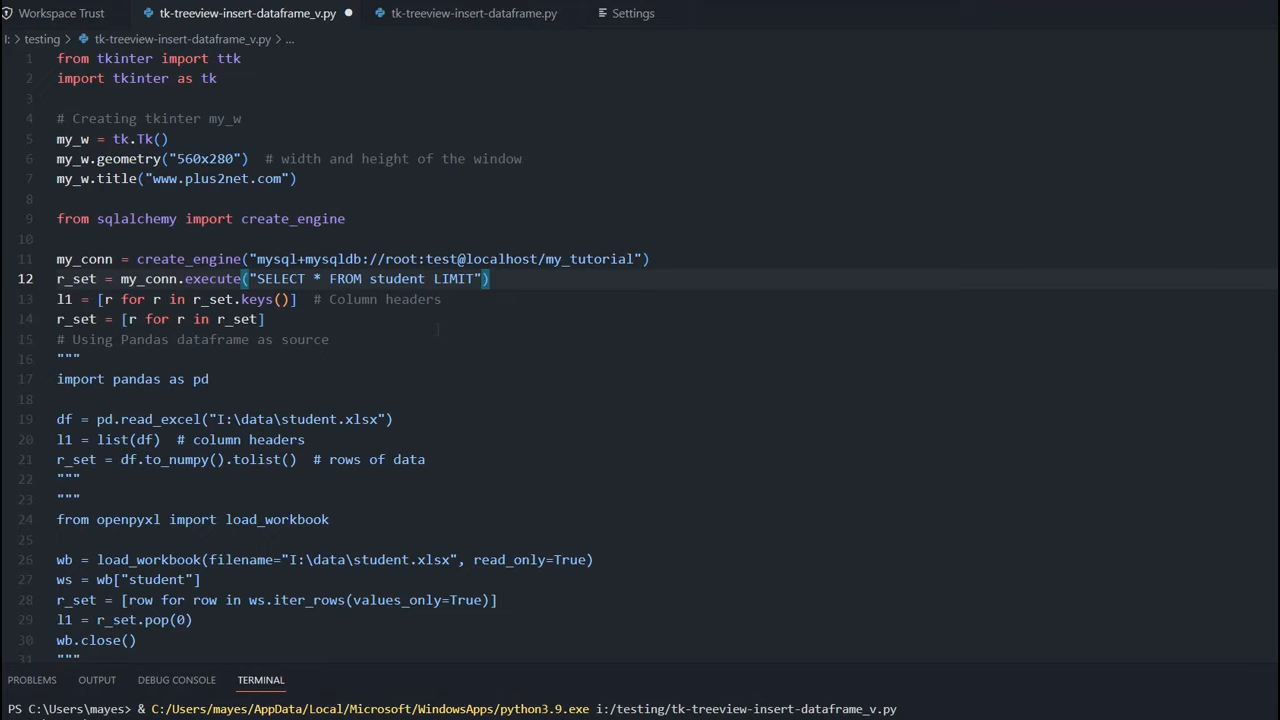 Workspace Trust tk-treeview-insert-dataframe_v.py tk-treeview-insert-dataframe.py Settings
I: > testing > tk-treeview-insert-dataframe_v.py > ...
1 from tkinter import ttk
2 import tkinter as tk
3
4 # Creating tkinter my_w
5 my_w = tk.Tk()
6 my_w.geometry("560x280")  # width and height of the window
7 my_w.title("www.plus2net.com")
8
9 from sqlalchemy import create_engine
10
11 my_conn = create_engine("mysql+mysqldb://root:test@localhost/my_tutorial")
12 r_set = my_conn.execute("SELECT * FROM student LIMIT")
13 l1 = [r for r in r_set.keys()]  # Column headers
14 r_set = [r for r in r_set]
15 # Using Pandas dataframe as source
16 """
17 import pandas as pd
18
19 df = pd.read_excel("I:\data\student.xlsx")
20 l1 = list(df)  # column headers
21 r_set = df.to_numpy().tolist()  # rows of data
22 """
23 """
24 from openpyxl import load_workbook
25
26 wb = load_workbook(filename="I:\data\student.xlsx", read_only=True)
27 ws = wb["student"]
28 r_set = [row for row in ws.iter_rows(values_only=True)]
29 l1 = r_set.pop(0)
30 wb.close()
31 """
PROBLEMS OUTPUT DEBUG CONSOLE TERMINAL
PS C:\Users\mayes> & C:/Users/mayes/AppData/Local/Microsoft/WindowsApps/python3.9.exe i:/testing/tk-treeview-insert-dataframe_v.py